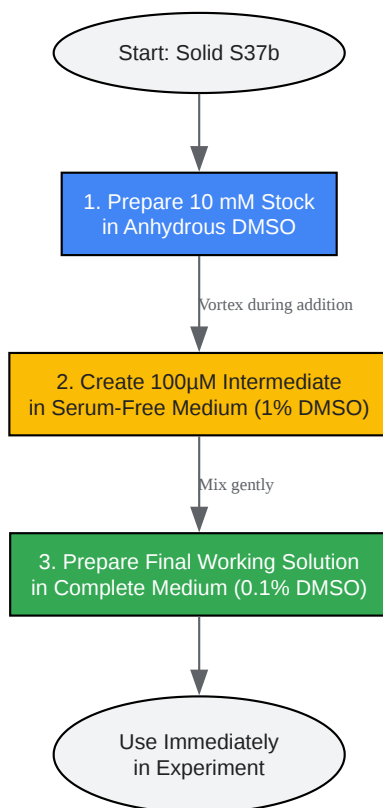 Start: Solid S37b
1. Prepare 10 mM Stock
in Anhydrous DMSO
Vortex during addition
2. Create 100µM Intermediate
in Serum-Free Medium (1% DMSO)
Mix gently
3. Prepare Final Working Solution
in Complete Medium (0.1% DMSO)
Use Immediately
in Experiment